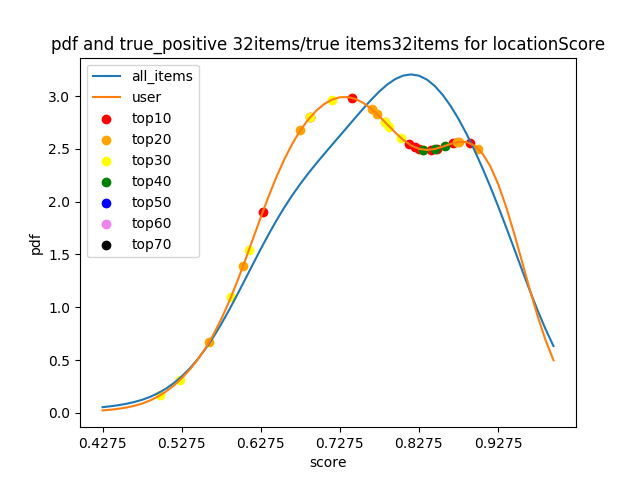 pdf and true_positive 32items/true items32items for locationScore
all_items
user
top10
top20
top30
top40
top50
top60
top70
pdf
3.0
2.5
2.0
1.5
1.0
0.5
0.0
0.4275 0.5275 0.6275 0.7275 0.8275 0.9275
score